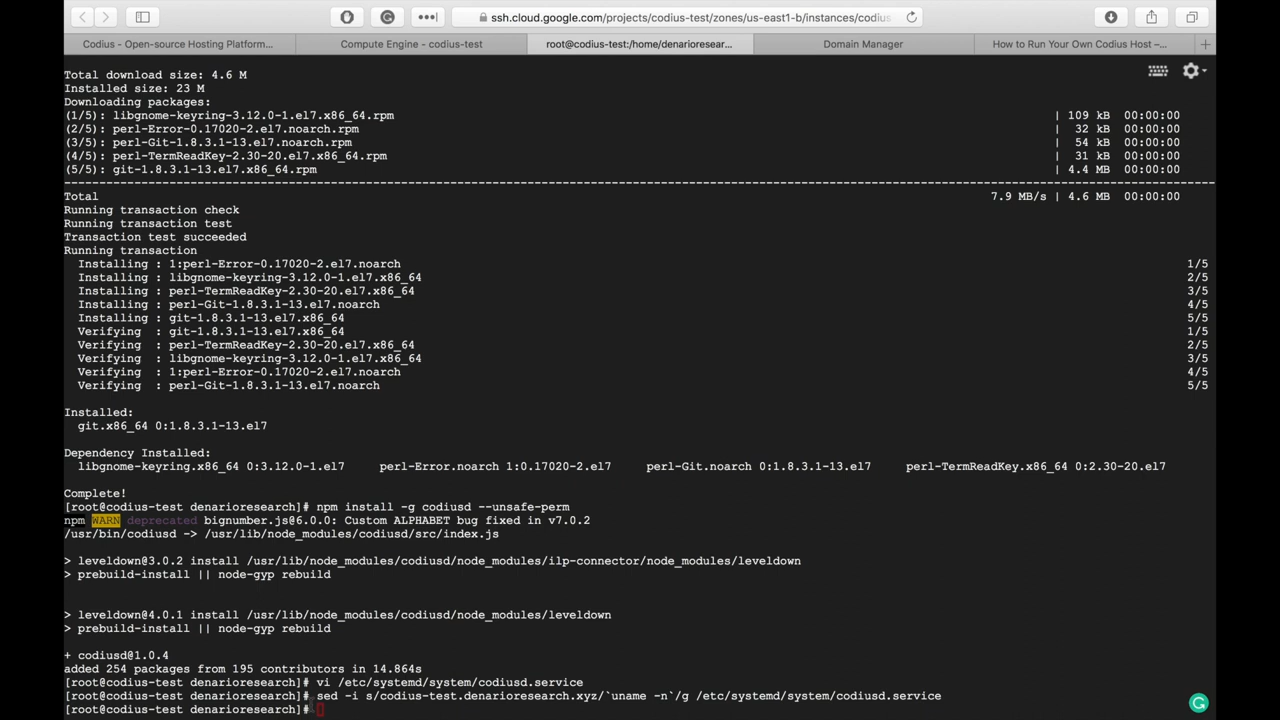 ssh.cloud.google.com/projects/codius-test/zones/us-east1-b/instances/codius
Codius - Open-source Hosting Platform...
Compute Engine - codius-test
root@codius-test:/home/denarioresear...
Domain Manager
How to Run Your Own Codius Host –...
Total download size: 4.6 M
Installed size: 23 M
Downloading packages:
(1/5): libgnome-keyring-3.12.0-1.el7.x86_64.rpm | 109 kB 00:00:00
(2/5): perl-Error-0.17020-2.el7.noarch.rpm | 32 kB 00:00:00
(3/5): perl-Git-1.8.3.1-13.el7.noarch.rpm | 54 kB 00:00:00
(4/5): perl-TermReadKey-2.30-20.el7.x86_64.rpm | 31 kB 00:00:00
(5/5): git-1.8.3.1-13.el7.x86_64.rpm | 4.4 MB 00:00:00
--------------------------------------------------------------------------------
Total 7.9 MB/s | 4.6 MB 00:00:00
Running transaction check
Running transaction test
Transaction test succeeded
Running transaction
Installing : 1:perl-Error-0.17020-2.el7.noarch 1/5
Installing : libgnome-keyring-3.12.0-1.el7.x86_64 2/5
Installing : perl-TermReadKey-2.30-20.el7.x86_64 3/5
Installing : perl-Git-1.8.3.1-13.el7.noarch 4/5
Installing : git-1.8.3.1-13.el7.x86_64 5/5
Verifying : git-1.8.3.1-13.el7.x86_64 1/5
Verifying : perl-TermReadKey-2.30-20.el7.x86_64 2/5
Verifying : libgnome-keyring-3.12.0-1.el7.x86_64 3/5
Verifying : 1:perl-Error-0.17020-2.el7.noarch 4/5
Verifying : perl-Git-1.8.3.1-13.el7.noarch 5/5
Installed:
git.x86_64 0:1.8.3.1-13.el7
Dependency Installed:
libgnome-keyring.x86_64 0:3.12.0-1.el7 perl-Error.noarch 1:0.17020-2.el7 perl-Git.noarch 0:1.8.3.1-13.el7 perl-TermReadKey.x86_64 0:2.30-20.el7
Complete!
[root@codius-test denarioresearch]# npm install -g codiusd --unsafe-perm
npm WARN deprecated bignumber.js@6.0.0: Custom ALPHABET bug fixed in v7.0.2
/usr/bin/codiusd -> /usr/lib/node_modules/codiusd/src/index.js
> leveldown@3.0.2 install /usr/lib/node_modules/codiusd/node_modules/ilp-connector/node_modules/leveldown
> prebuild-install || node-gyp rebuild
> leveldown@4.0.1 install /usr/lib/node_modules/codiusd/node_modules/leveldown
> prebuild-install || node-gyp rebuild
+ codiusd@1.0.4
added 254 packages from 195 contributors in 14.864s
[root@codius-test denarioresearch]# vi /etc/systemd/system/codiusd.service
[root@codius-test denarioresearch]# sed -i s/codius-test.denarioresearch.xyz/`uname -n`/g /etc/systemd/system/codiusd.service
[root@codius-test denarioresearch]#